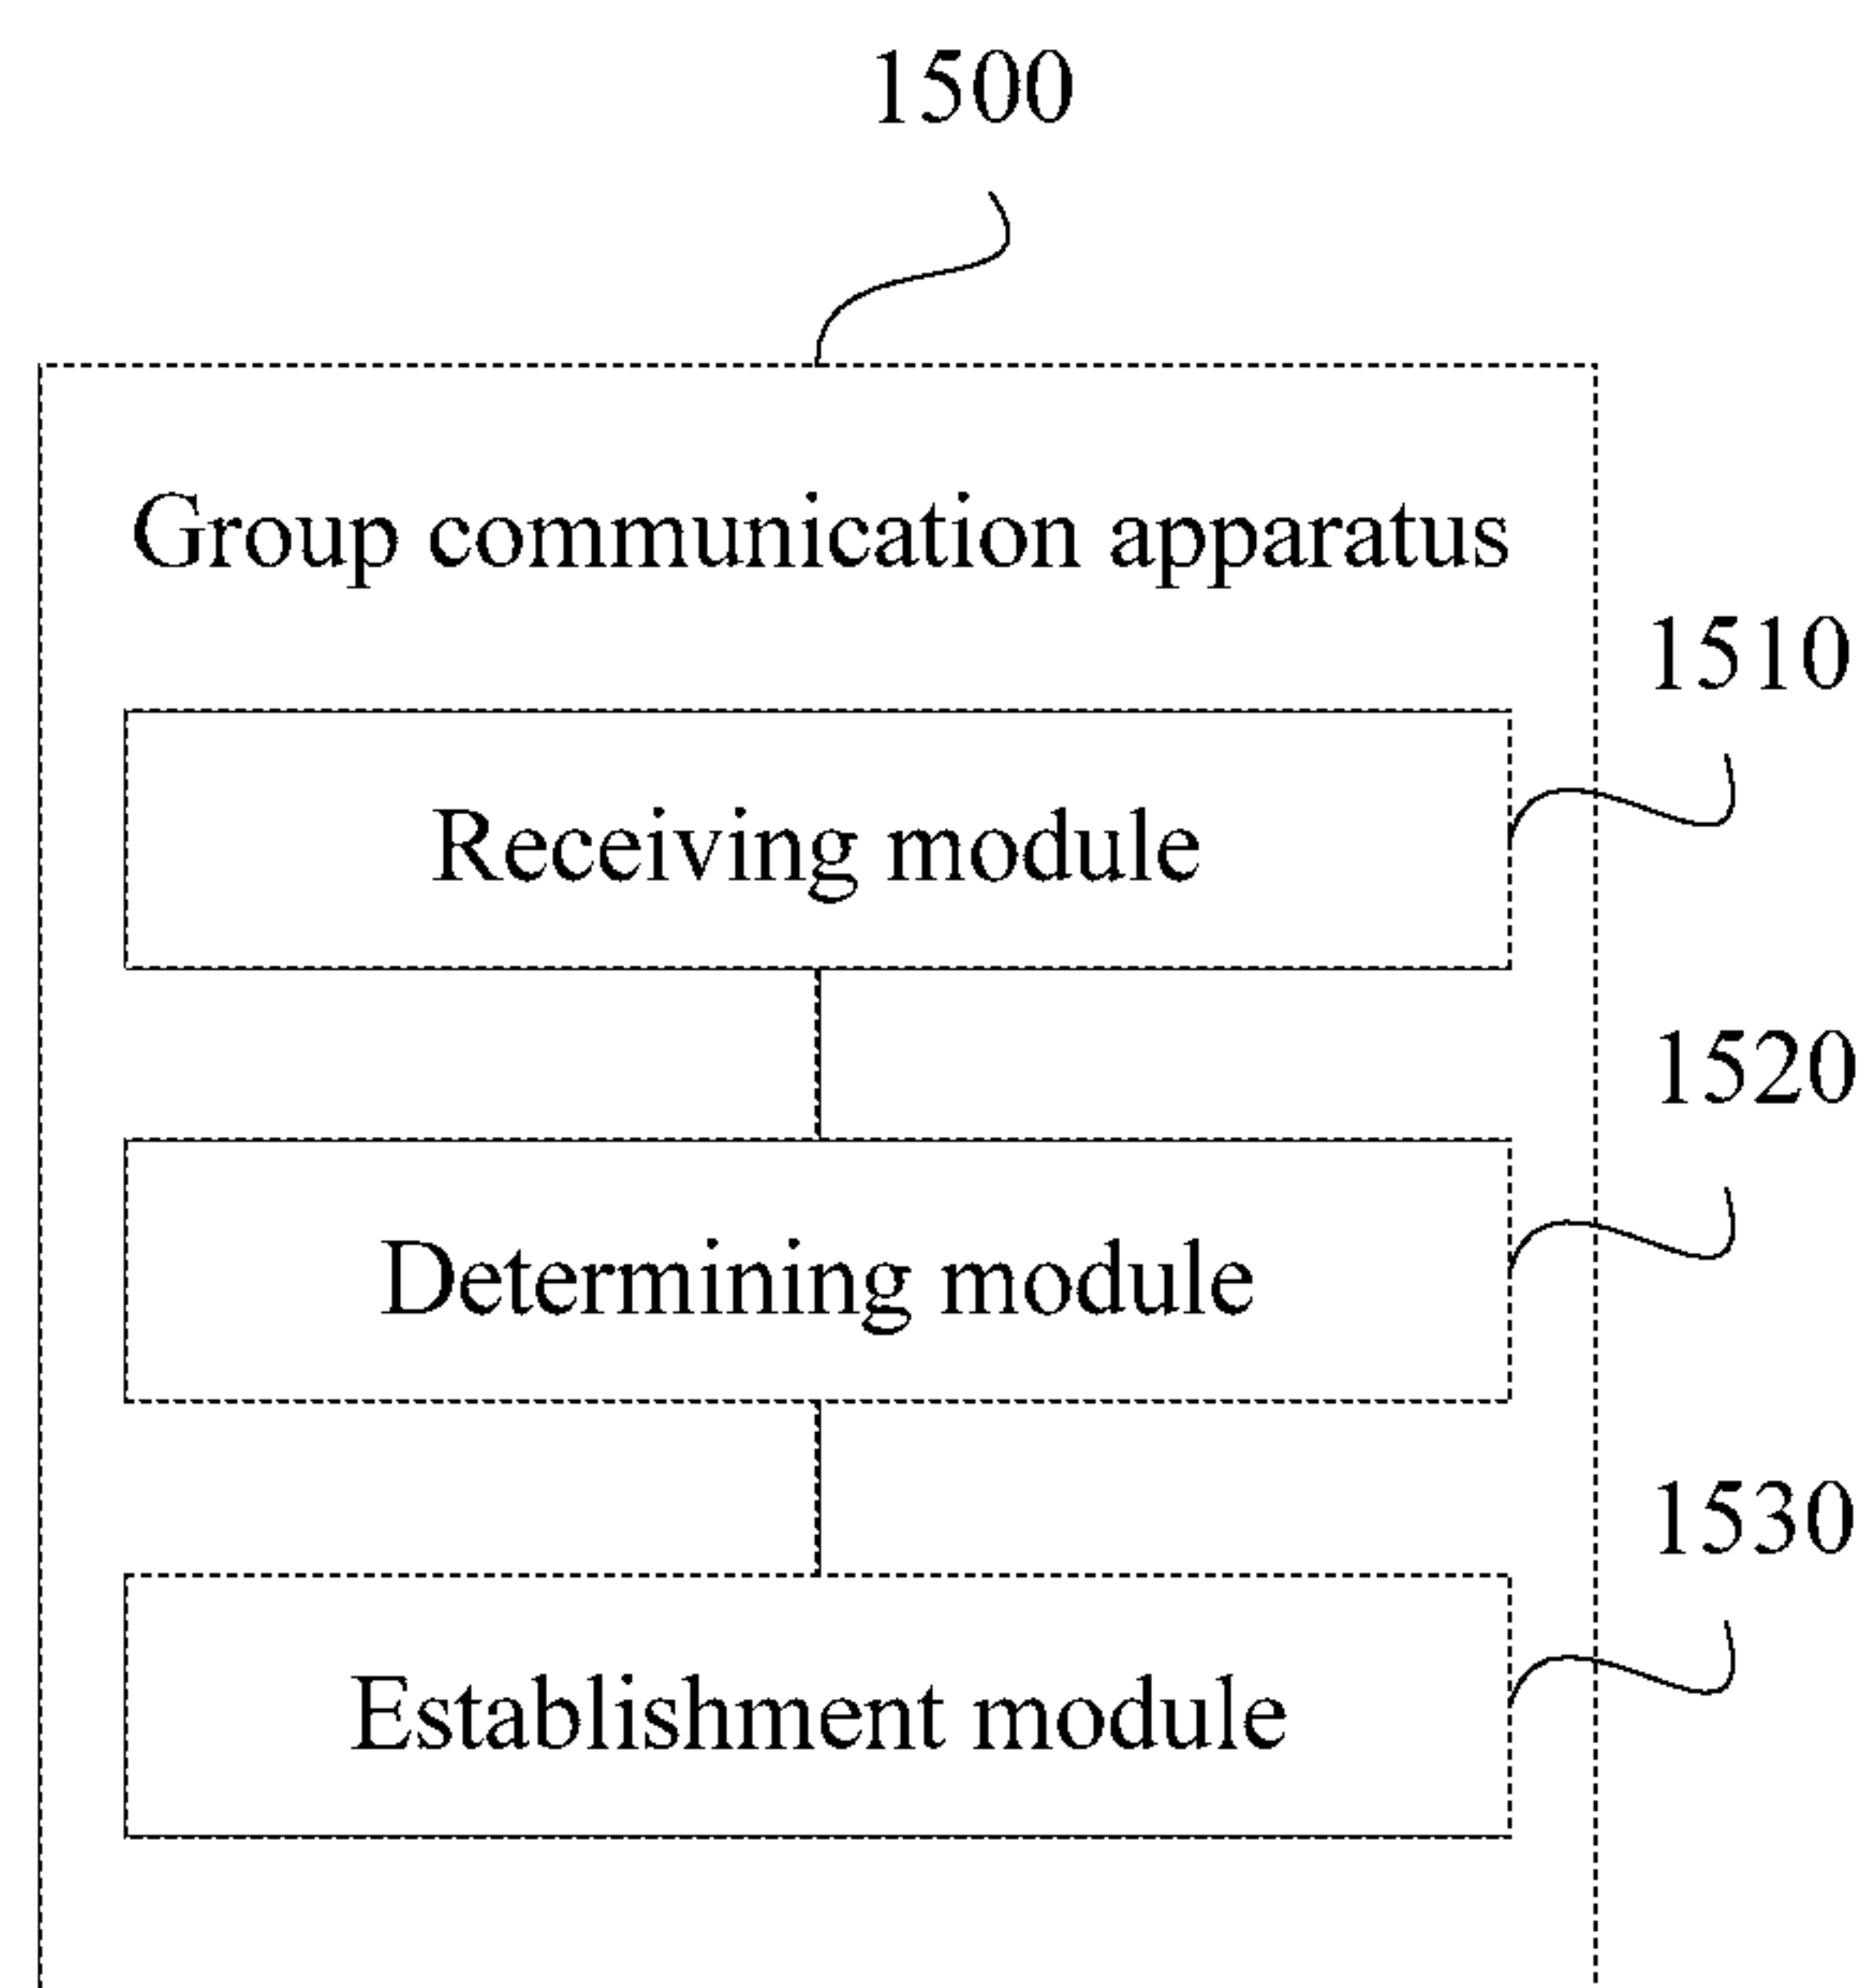 1500
Group communication apparatus
1510
Receiving module
1520
Determining module
1530
Establishment module